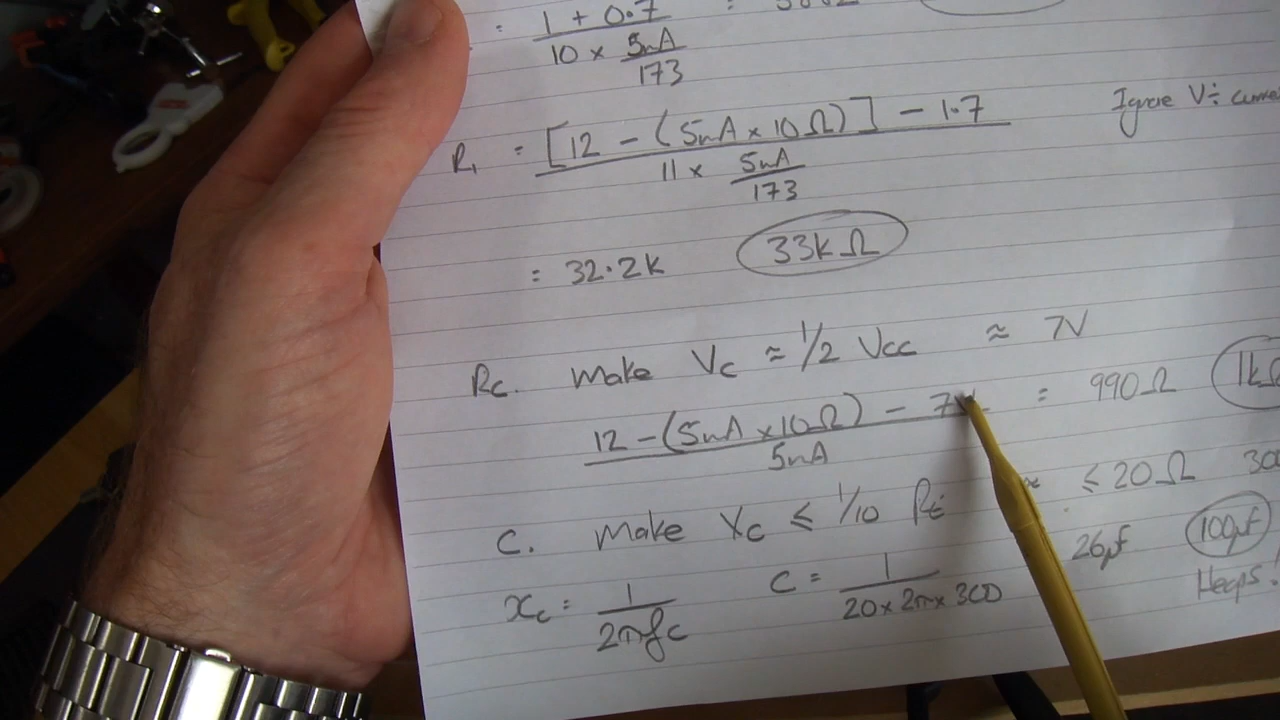 = 1 + 0.7 / 10 × 5mA/173 =
R1 = [12 - (5mA × 10Ω)] - 1.7 / 11 × 5mA/173
Ignore V÷
= 32.2k 33kΩ
Rc. Make Vc ≈ 1/2 Vcc ≈ 7V
12 - (5mA × 10Ω) - 7 / 5mA = 990Ω 1kΩ
C. Make Xc ≤ 1/10 RE ≤ 20Ω
26µF 100µF
xc = 1 / 2πfc C = 1 / 20 × 2π × 300 Heaps!